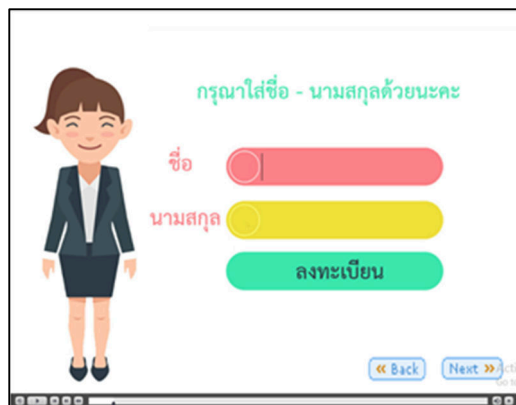 กรุณาใส่ชื่อ - นามสกุลด้วยนะคะ
ชื่อ
นามสกุล
ลงทะเบียน
« Back
Next »